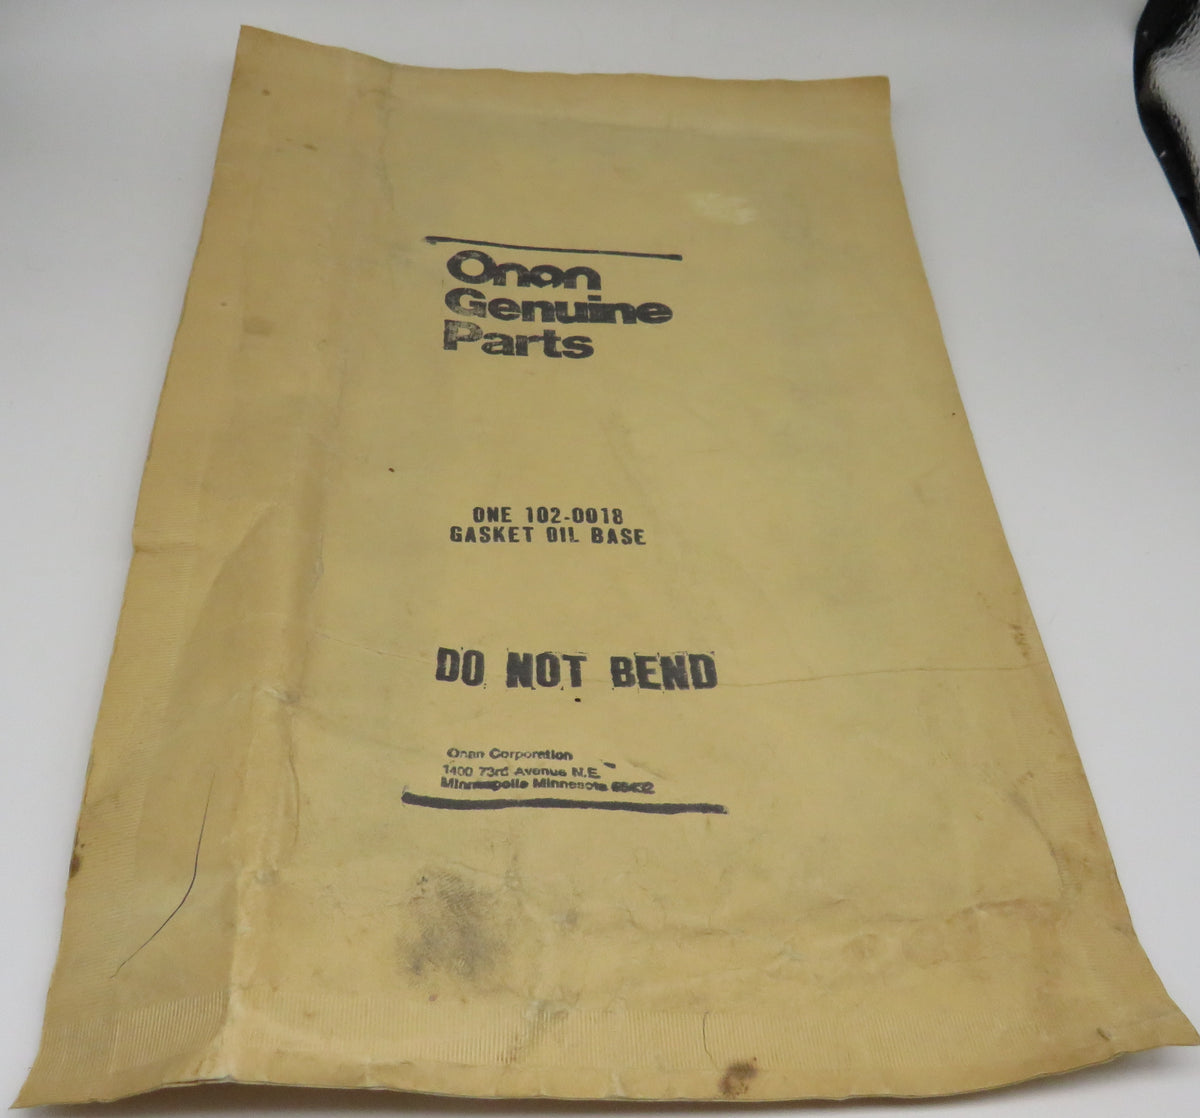 Onan
Genuine
Parts
ONE 102-0018
GASKET OIL BASE
DO NOT BEND
Onan Corporation
1400 73rd Avenue N.E.
Minneapolis Minnesota 55432